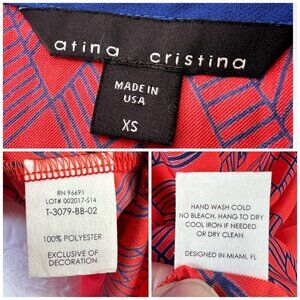 atina cristina
MADE IN
USA
XS
RN 96691
LOT# 002017-S14
T-3079-BB-02
100% POLYESTER
EXCLUSIVE OF
DECORATION
HAND WASH COLD
NO BLEACH. HANG TO DRY
COOL IRON IF NEEDED
OR DRY CLEAN
DESIGNED IN MIAMI, FL